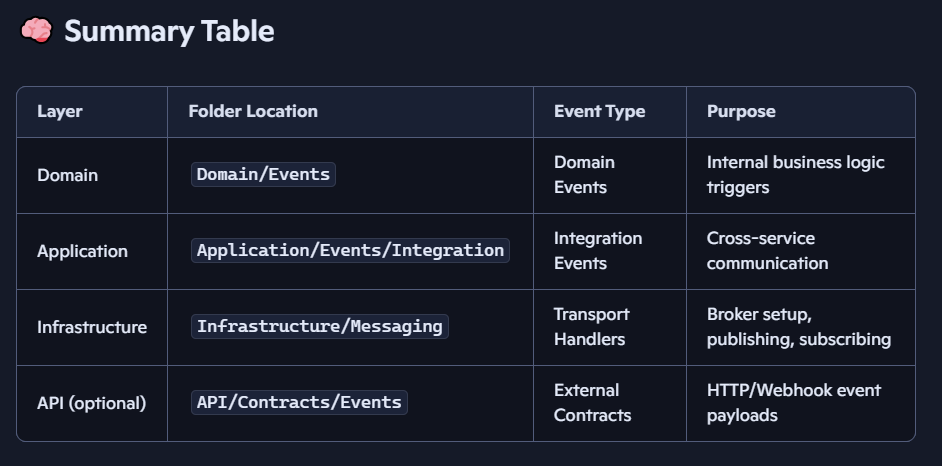 🧠 Summary Table
Layer
Folder Location
Event Type
Purpose
Domain
Domain/Events
Domain
Events
Internal business logic
triggers
Application
Application/Events/Integration
Integration
Events
Cross-service
communication
Infrastructure
Infrastructure/Messaging
Transport
Handlers
Broker setup,
publishing, subscribing
API (optional)
API/Contracts/Events
External
Contracts
HTTP/Webhook event
payloads